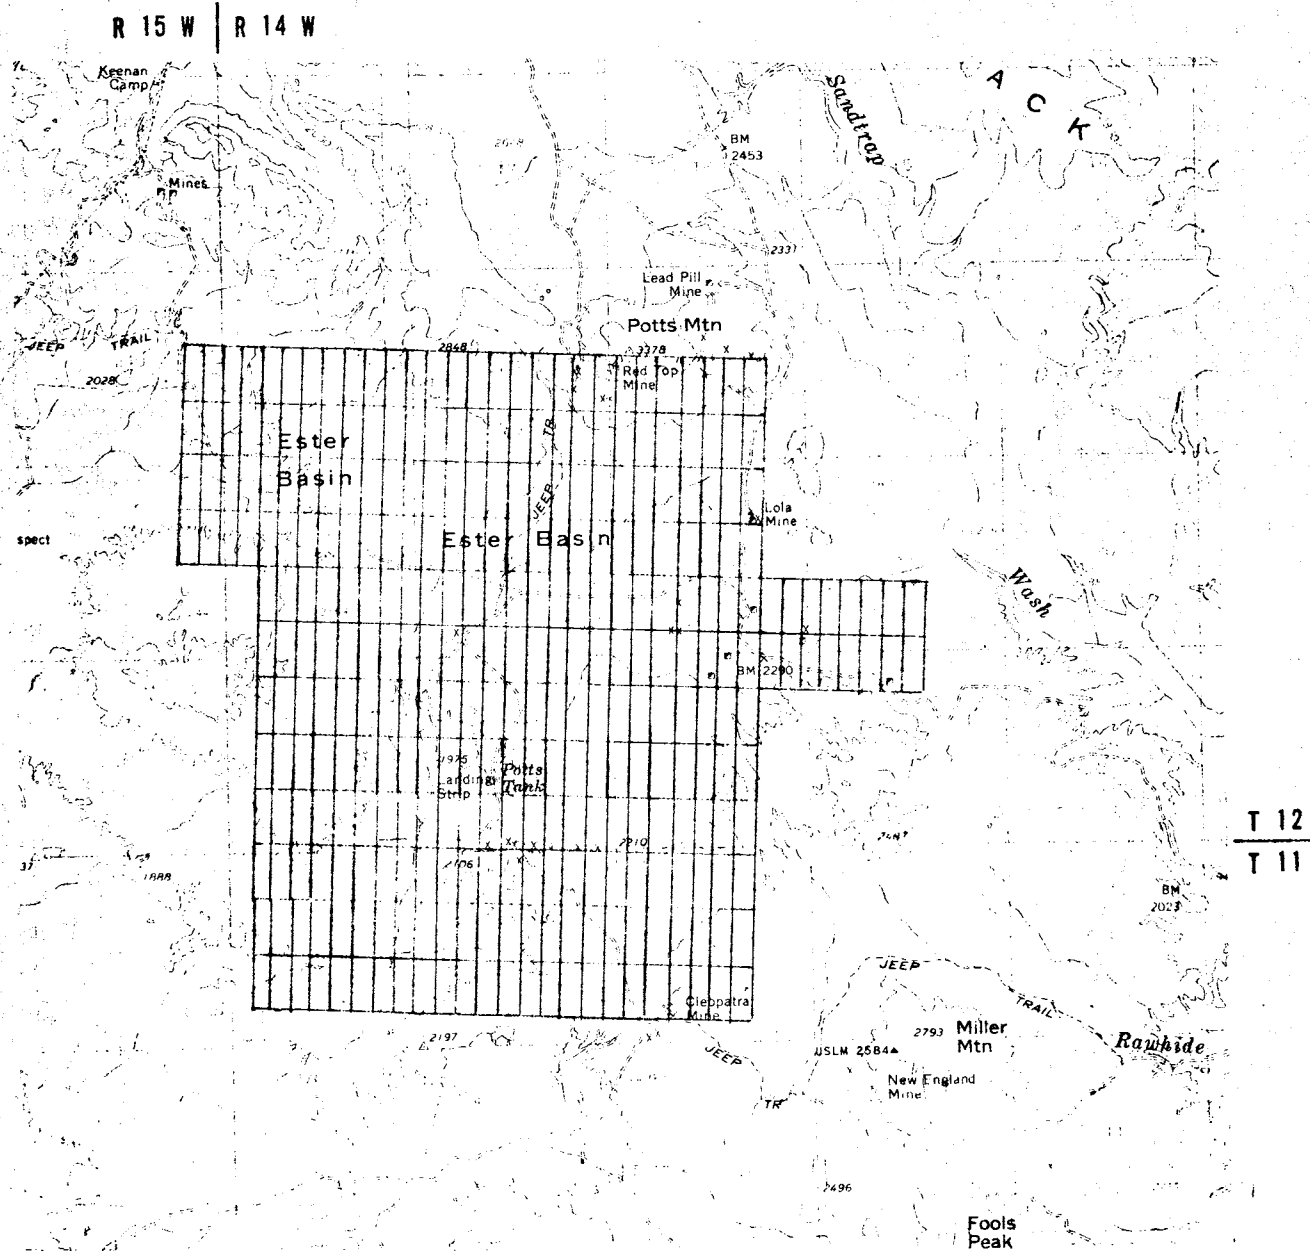 R 15 W R 14 W
Keenan
Camp
A C K
Sandtrap
BM
2453
Mines
2331
Lead Pill
Mine
Potts Mtn
JEEP TRAIL
2848
3378
Red Top
Mine
2028
Ester
Basin
JEEP TR
Lola
Mine
spect
Ester Basin
Wash
BM 2290
1975
Landing
Strip
Potts
Tank
T 12
T 11
2210
2106
1888
BM
2023
JEEP TRAIL
Cleopatra
Mine
2197
2793
Miller
Mtn
Rawhide
JEEP TR
USLM 2584
New England
Mine
2496
Fools
Peak